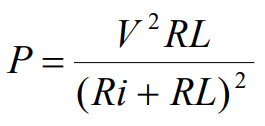 P = V²RL / (Ri + RL)²